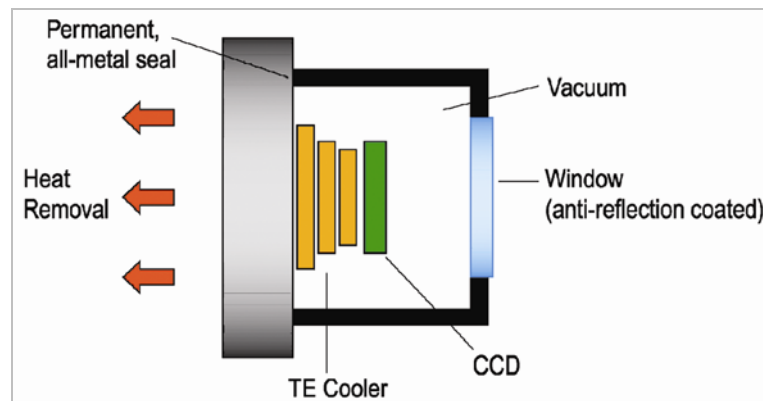 Permanent,
all-metal seal
Vacuum
Heat
Removal
Window
(anti-reflection coated)
CCD
TE Cooler